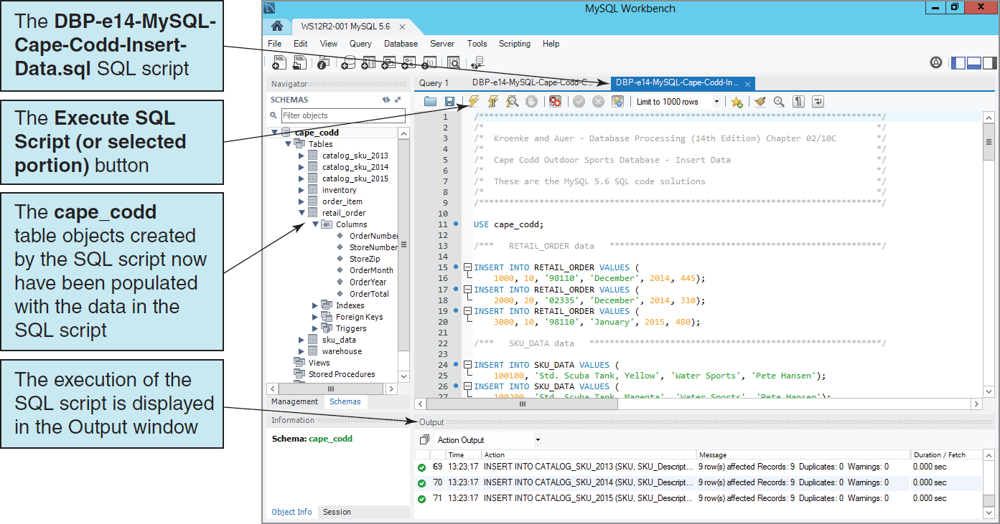 The DBP-e14-MySQL-
Cape-Codd-Insert-
Data.sql SQL script
The Execute SQL
Script (or selected
portion) button
The cape_codd
table objects created
by the SQL script now
have been populated
with the data in the
SQL script
The execution of the
SQL script is displayed
in the Output window
MySQL Workbench
WS12R2-001 MySQL 5.6
File Edit View Query Database Server Tools Scripting Help
Navigator
SCHEMAS
Filter objects
cape_codd
Tables
catalog_sku_2013
catalog_sku_2014
catalog_sku_2015
inventory
order_item
retail_order
Columns
OrderNumber
StoreNumber
StoreZip
OrderMonth
OrderYear
OrderTotal
Indexes
Foreign Keys
Triggers
sku_data
warehouse
Views
Stored Procedures
Management Schemas
Information
Schema: cape_codd
Object Info Session
Query 1 DBP-e14-MySQL-Cape-Codd-C... DBP-e14-MySQL-Cape-Codd-In...
Limit to 1000 rows
1 /*******************************************************************************/
2 /* */
3 /* Kroenke and Auer - Database Processing (14th Edition) Chapter 02/10C */
4 /* */
5 /* Cape Codd Outdoor Sports Database - Insert Data */
6 /* */
7 /* These are the MySQL 5.6 SQL code solutions */
8 /* */
9 /*******************************************************************************/
10
11 USE cape_codd;
12
13 /*** RETAIL_ORDER data *****************************************************/
14
15 INSERT INTO RETAIL_ORDER VALUES (
16 1000, 10, '98110', 'December', 2014, 445);
17 INSERT INTO RETAIL_ORDER VALUES (
18 2000, 20, '02335', 'December', 2014, 310);
19 INSERT INTO RETAIL_ORDER VALUES (
20 3000, 10, '98110', 'January', 2015, 480);
21
22 /*** SKU_DATA data *********************************************************/
23
24 INSERT INTO SKU_DATA VALUES (
25 100100, 'Std. Scuba Tank, Yellow', 'Water Sports', 'Pete Hansen');
26 INSERT INTO SKU_DATA VALUES (
27 100200, 'Std. Scuba Tank, Magenta', 'Water Sports', 'Pete Hansen');
Output
Action Output
Time Action Message Duration / Fetch
69 13:23:17 INSERT INTO CATALOG_SKU_2013 (SKU, SKU_Descript... 9 row(s) affected Records: 9 Duplicates: 0 Warnings: 0 0.000 sec
70 13:23:17 INSERT INTO CATALOG_SKU_2014 (SKU, SKU_Descript... 9 row(s) affected Records: 9 Duplicates: 0 Warnings: 0 0.000 sec
71 13:23:17 INSERT INTO CATALOG_SKU_2015 (SKU, SKU_Descript... 9 row(s) affected Records: 9 Duplicates: 0 Warnings: 0 0.000 sec